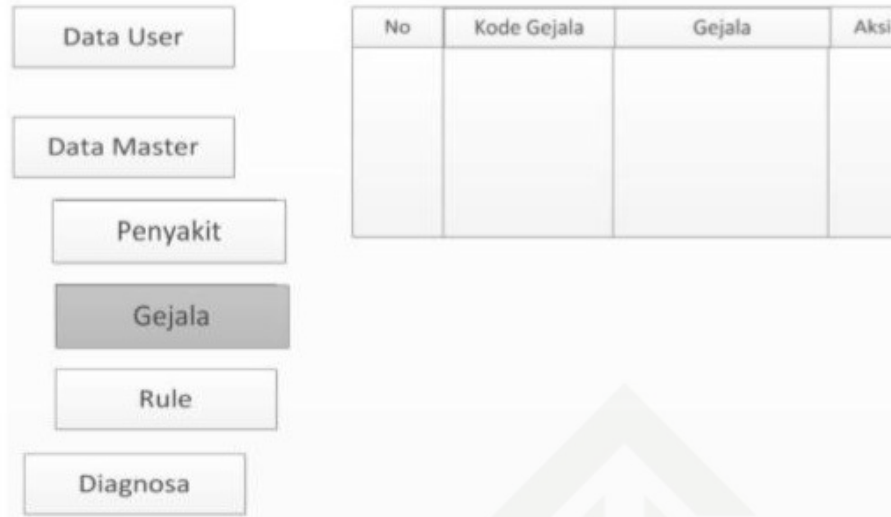 Data User
Data Master
Penyakit
Gejala
Rule
Diagnosa
No Kode Gejala Gejala Aksi